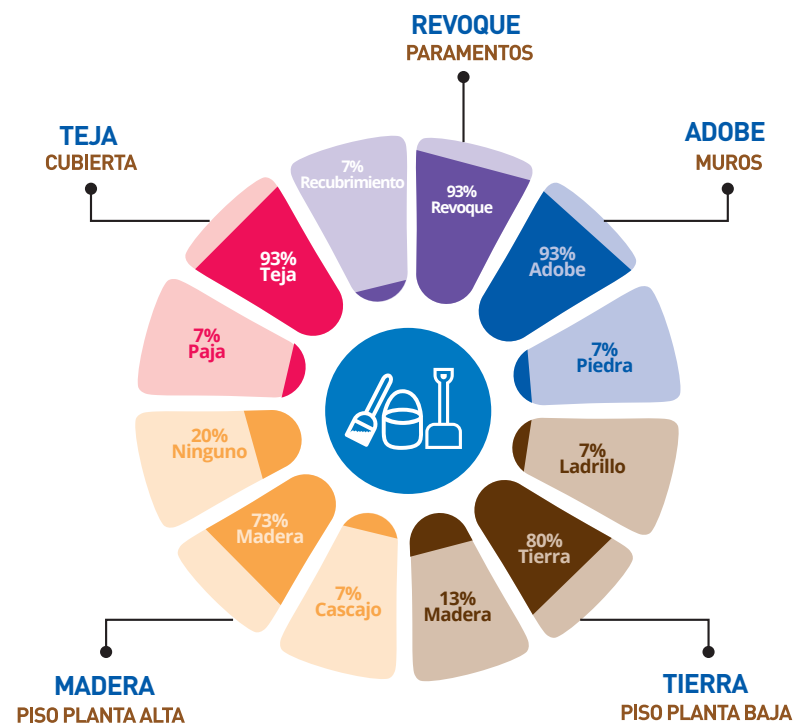 REVOQUE
PARAMENTOS
TEJA
CUBIERTA
ADOBE
MUROS
7%
Recubrimiento
93%
Revoque
93%
Teja
93%
Adobe
7%
Paja
7%
Piedra
20%
Ninguno
7%
Ladrillo
73%
Madera
80%
Tierra
7%
Cascajo
13%
Madera
MADERA
PISO PLANTA ALTA
TIERRA
PISO PLANTA BAJA